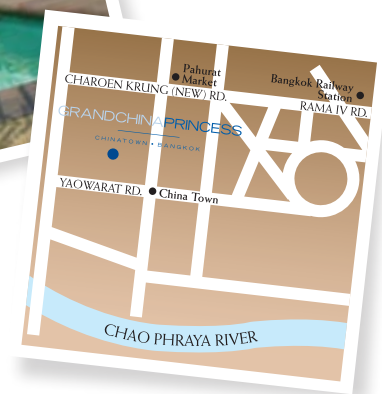 Pahurat
Market
Bangkok Railway
Station
CHAROEN KRUNG (NEW) RD.
RAMA IV RD.
GRANDCHINAPRINCESS
CHINATOWN • BANGKOK
YAOWARAT RD.
China Town
CHAO PHRAYA RIVER